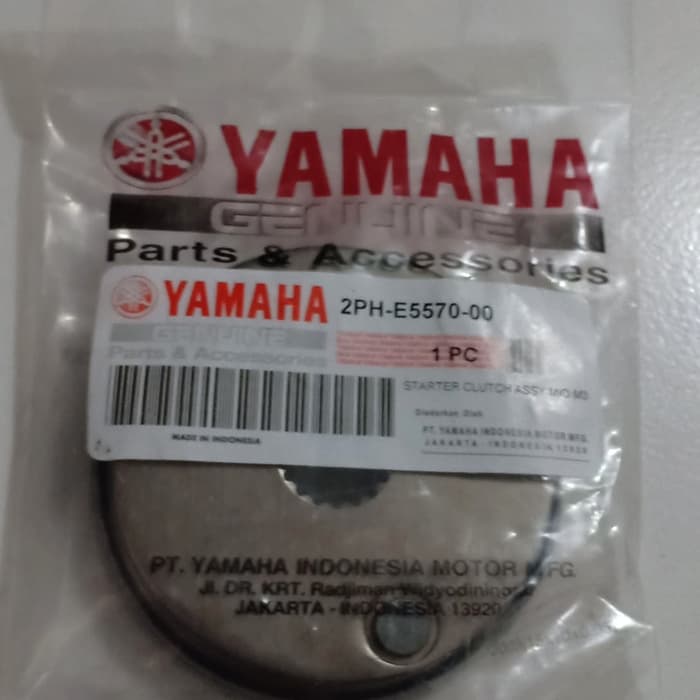 YAMAHA
GENUINE
Parts & Accessories
YAMAHA 2PH-E5570-00
GENUINE
Parts & Accessories 1 PC
STARTER CLUTCH ASSY MIO M3
Diedarkan Oleh
PT. YAMAHA INDONESIA MOTOR MFG.
JAKARTA - INDONESIA 13920
MADE IN INDONESIA
PT. YAMAHA INDONESIA MOTOR MFG.
Jl. DR. KRT. Radjiman Widyodiningrat
JAKARTA - INDONESIA 13920